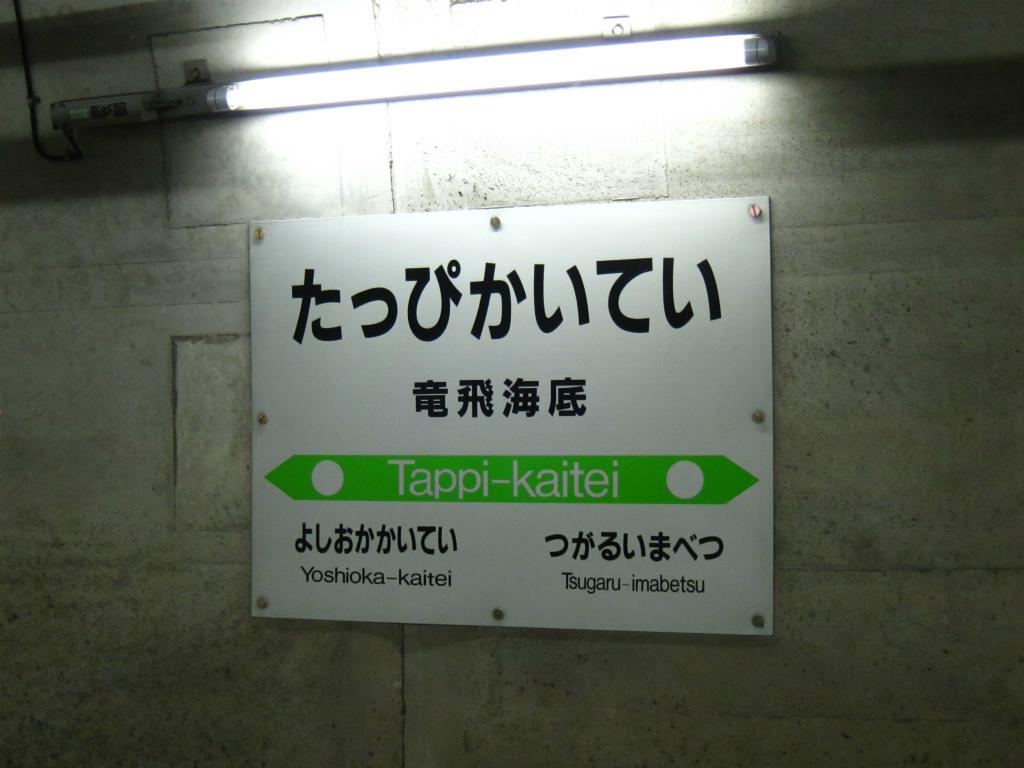 たっぴかいてい
竜飛海底
Tappi-kaitei
よしおかかいてい つがるいまべつ
Yoshioka-kaitei Tsugaru-imabetsu